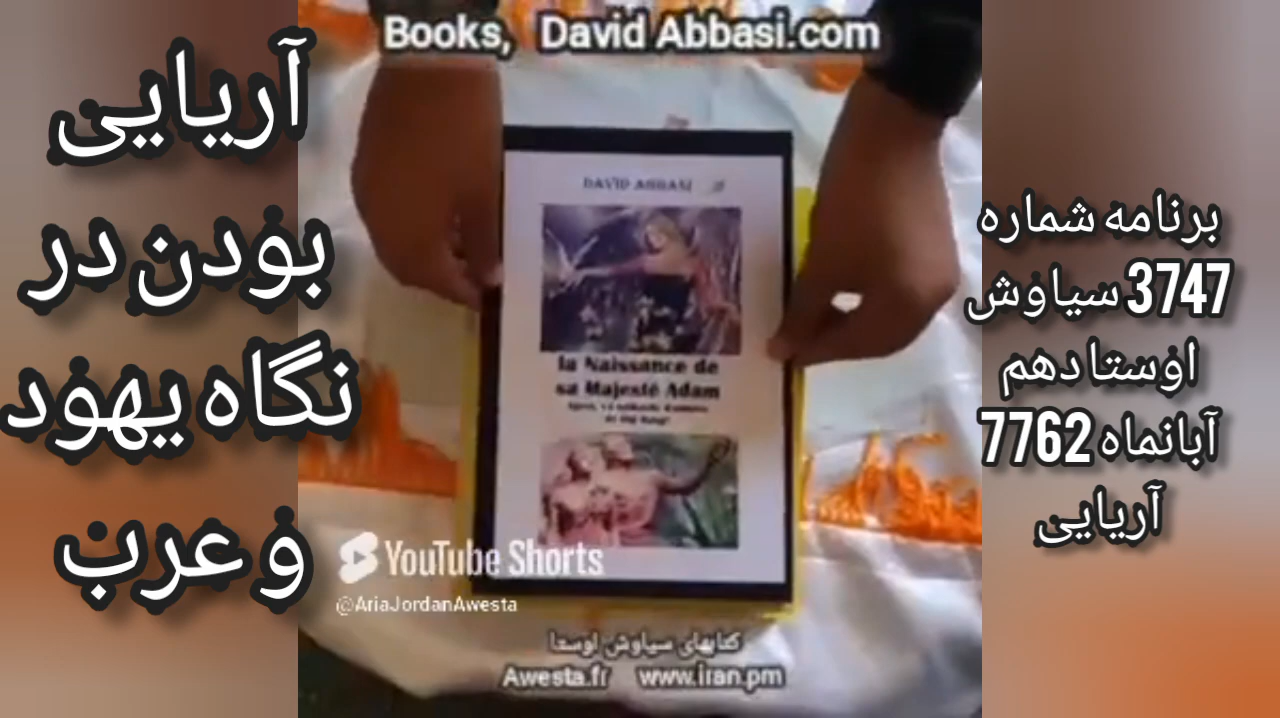 Books, David Abbasi.com
آریایی
بودن در
نگاه یهود
و عرب
برنامه شماره
3747 سیاوش
اوستا دهم
آبانماه 7762
آریایی
DAVID ABBASI
la Naissance de
sa Majesté Adam
YouTube Shorts
@AriaJordanAwesta
کتابهای سیاوش اوستا
Awesta.fr www.iran.pm